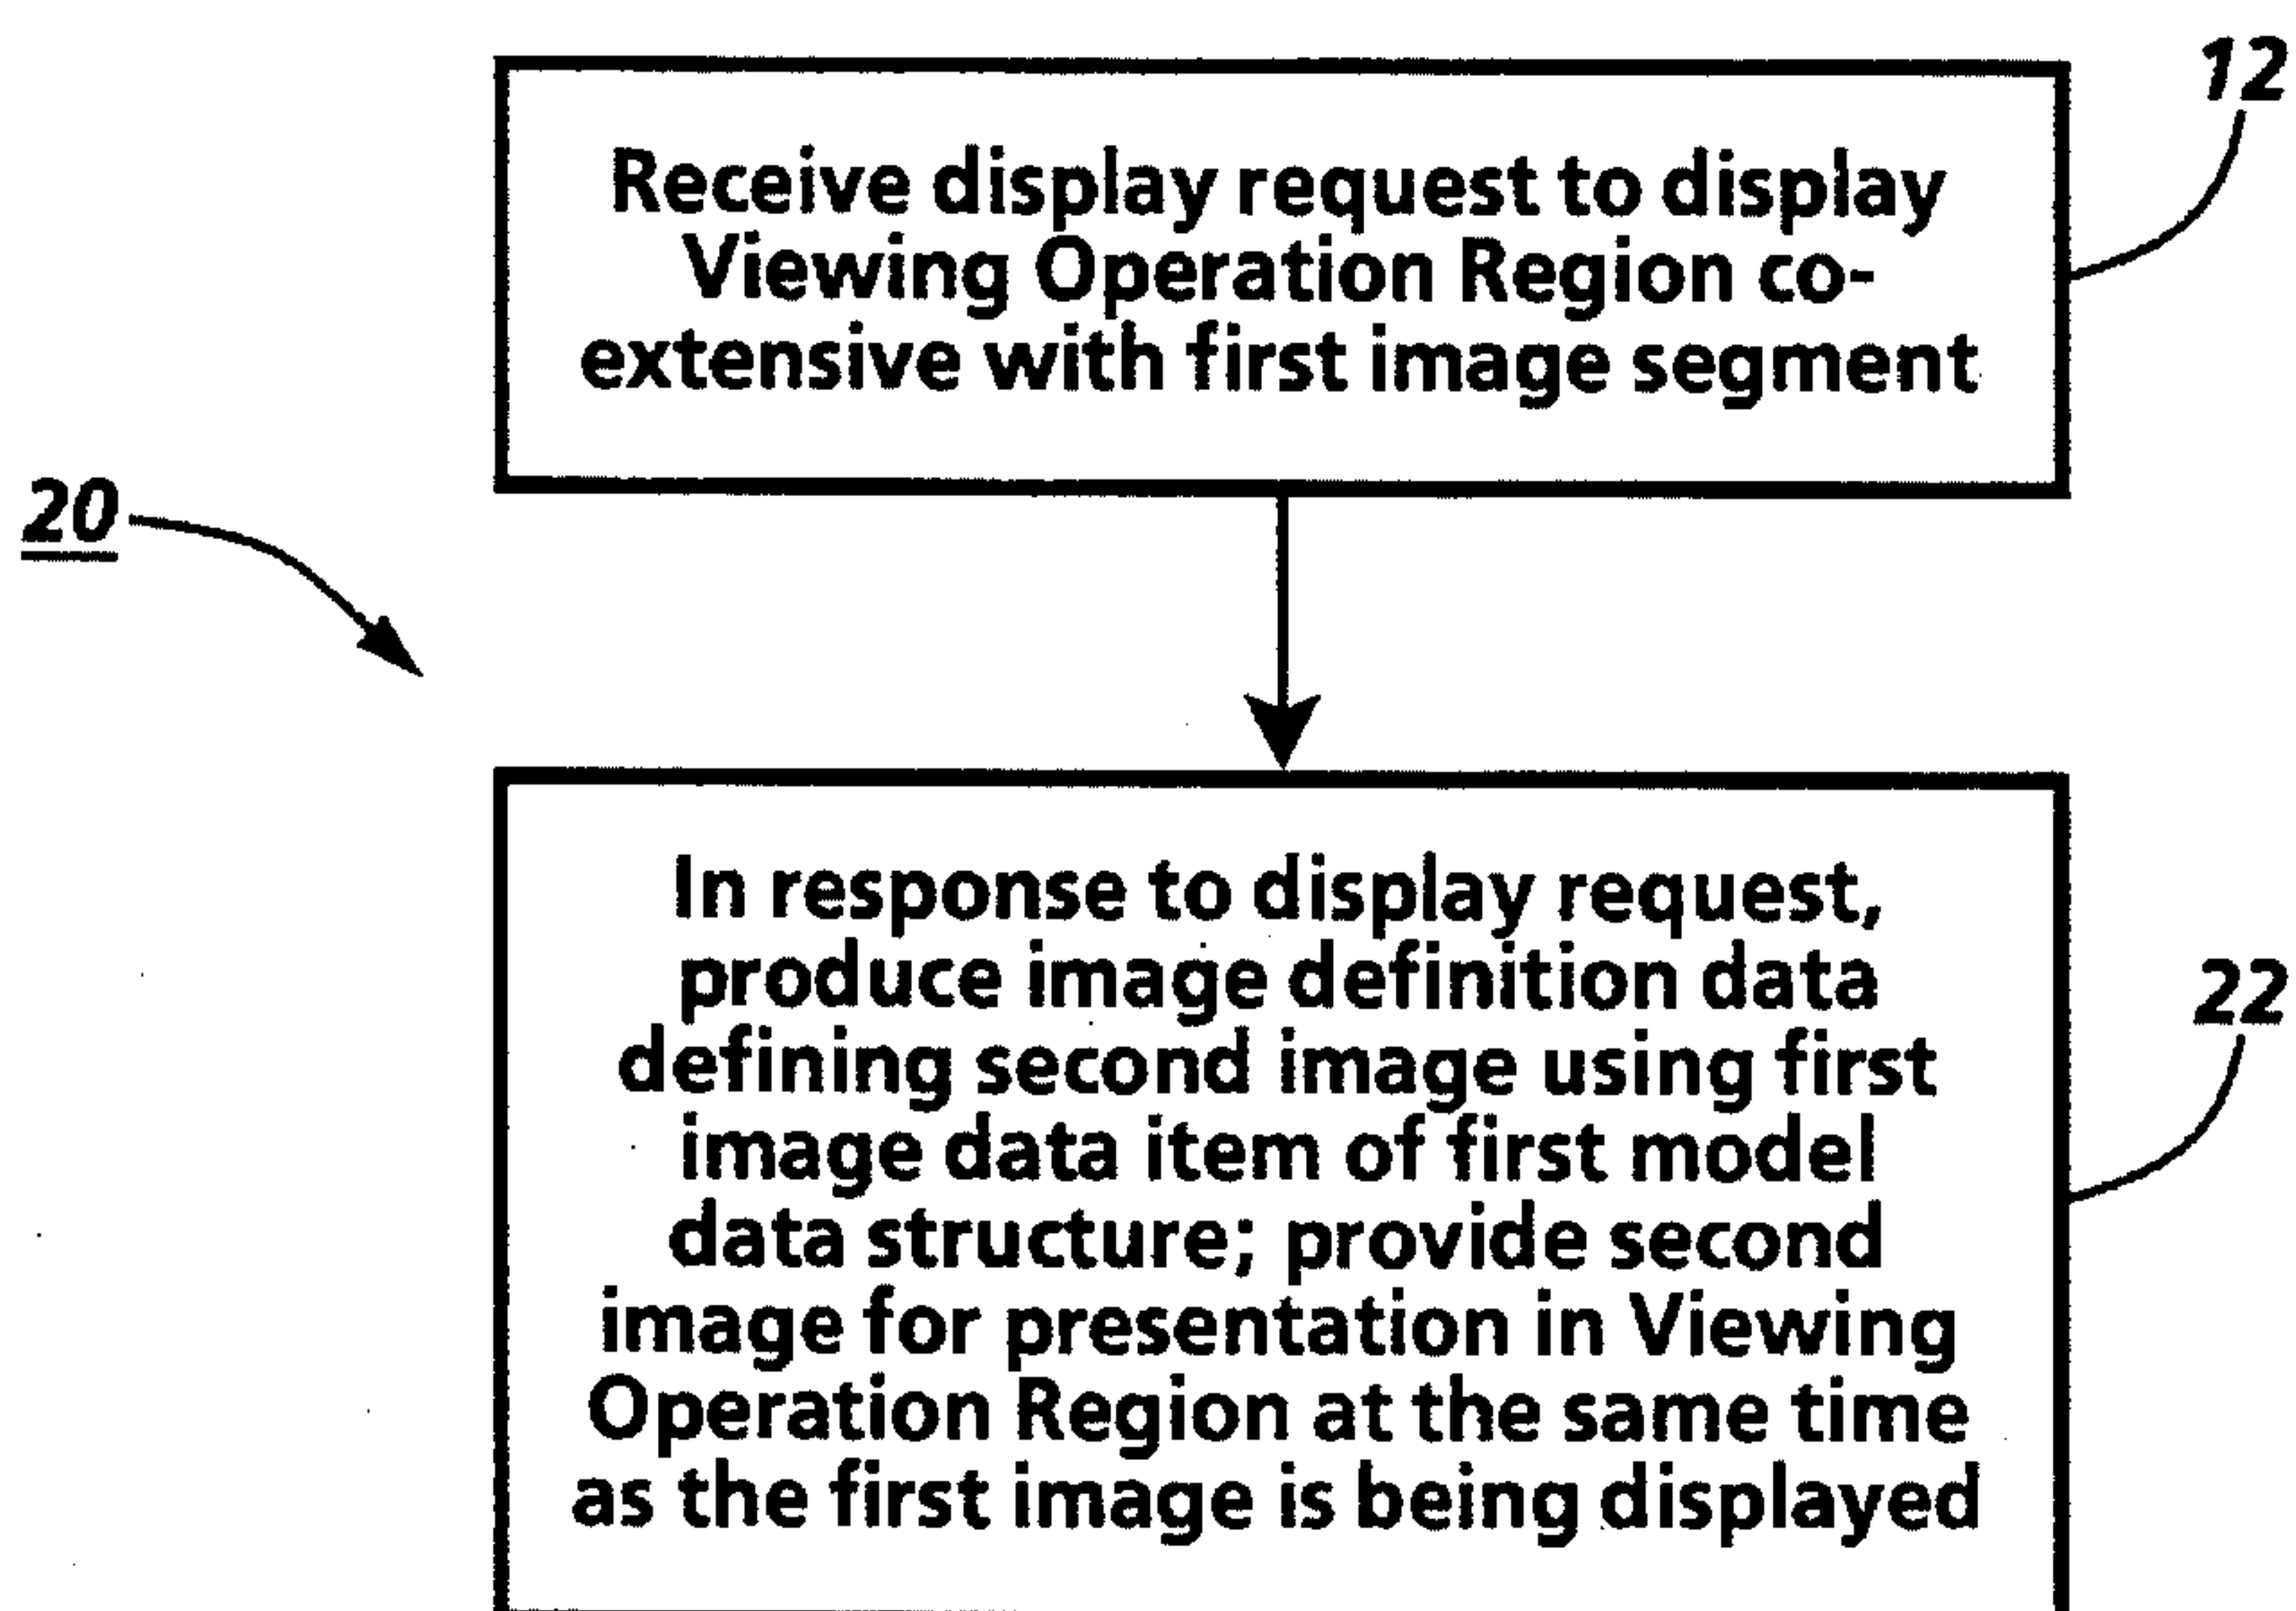 12
Receive display request to display
Viewing Operation Region co-
extensive with first image segment
20
In response to display request,
produce image definition data
defining second image using first
image data item of first model
data structure; provide second
image for presentation in Viewing
Operation Region at the same time
as the first image is being displayed
22